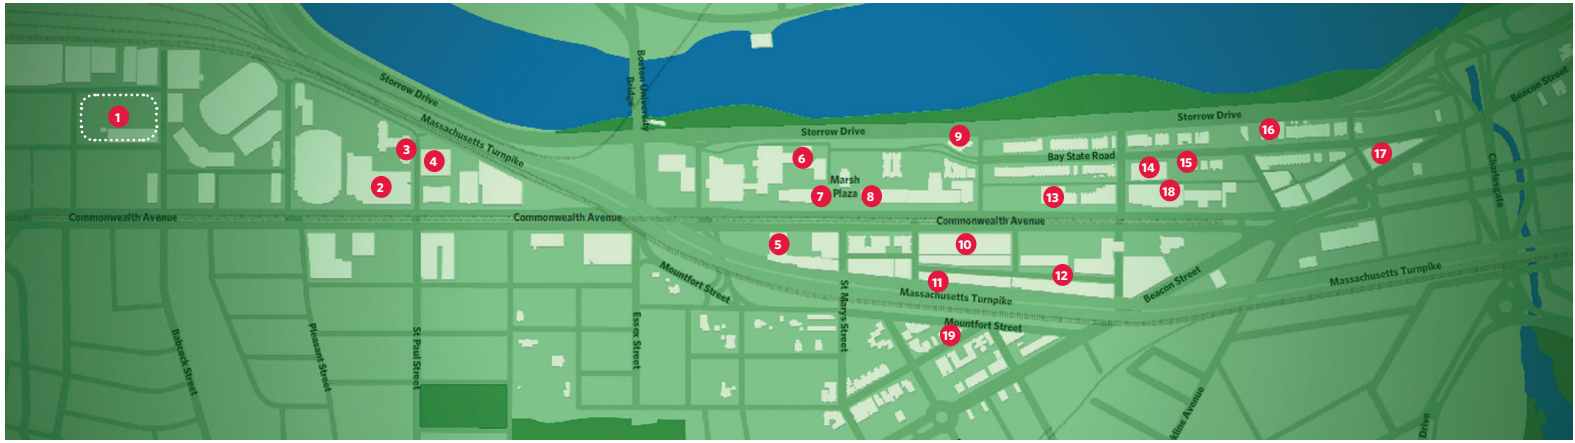 Storrow Drive
Boston University
Bridge
Beacon Street
1
Massachusetts Turnpike
Storrow Drive
Storrow Drive
16
9
3
4
6
Bay State Road
17
14
15
Charlesgate
2
Marsh
Plaza
7
8
13
18
Commonwealth Avenue
Commonwealth Avenue
Commonwealth Avenue
5
10
Mountfort Street
11
12
Beacon Street
Massachusetts Turnpike
Massachusetts Turnpike
St Marys Street
Mountfort Street
19
Babcock Street
Pleasant Street
St Paul Street
Essex Street
kline Avenue
Drive